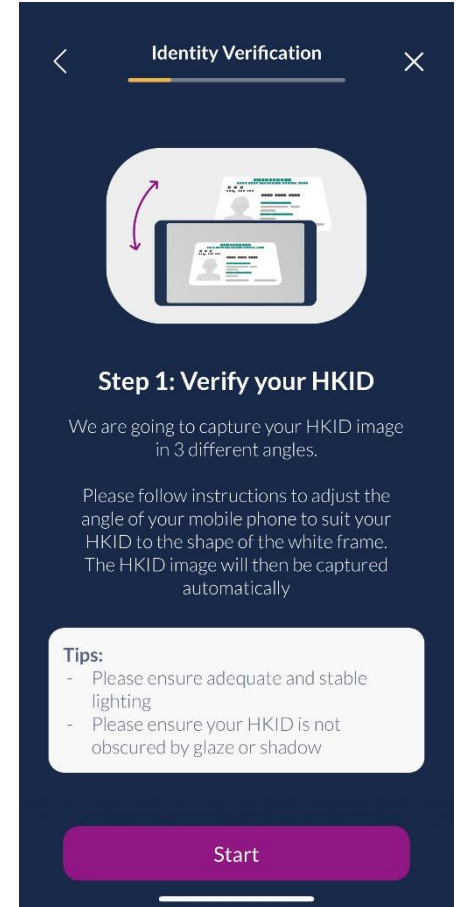 Identity Verification
Step 1: Verify your HKID
We are going to capture your HKID image
in 3 different angles.
Please follow instructions to adjust the
angle of your mobile phone to suit your
HKID to the shape of the white frame.
The HKID image will then be captured
automatically
Tips:
- Please ensure adequate and stable
lighting
- Please ensure your HKID is not
obscured by glaze or shadow
Start